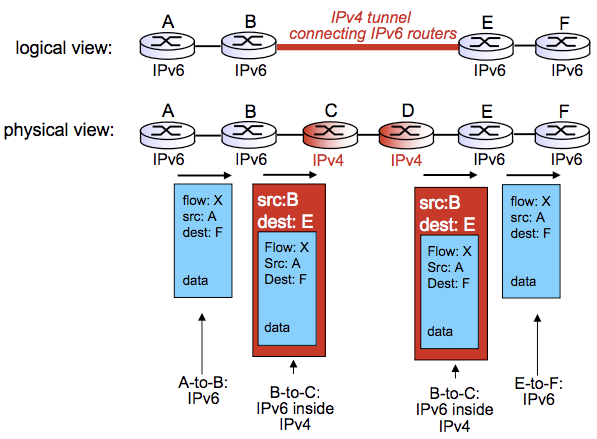 IPv4 tunnel
connecting IPv6 routers
logical view:
A
B
E
F
IPv6
IPv6
IPv6
IPv6
physical view:
A
B
C
D
E
F
IPv6
IPv6
IPv4
IPv4
IPv6
IPv6
flow: X
src: A
dest: F
data
src:B
dest: E
Flow: X
Src: A
Dest: F
data
src:B
dest: E
Flow: X
Src: A
Dest: F
data
flow: X
src: A
dest: F
data
A-to-B:
IPv6
B-to-C:
IPv6 inside
IPv4
B-to-C:
IPv6 inside
IPv4
E-to-F:
IPv6